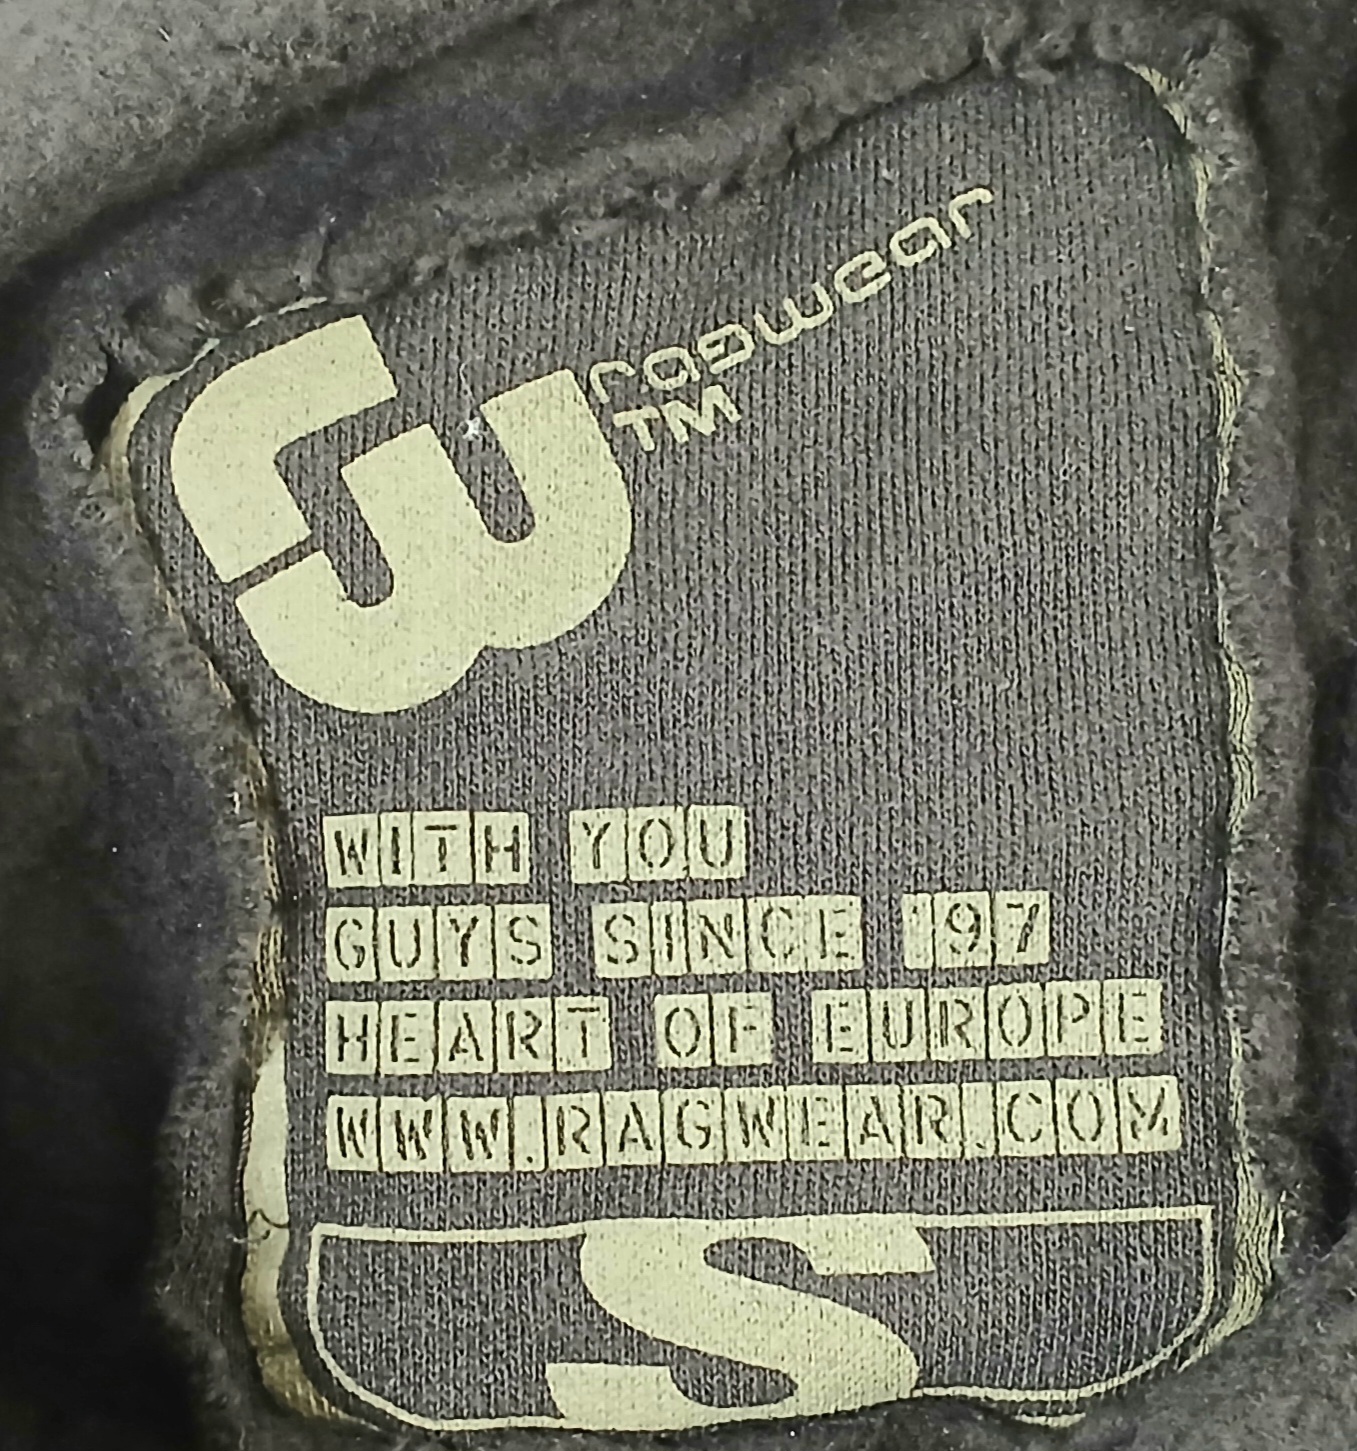 ragwear
TM
WITH YOU
GUYS SINCE '97
HEART OF EUROPE
WWW.RAGWEAR.COM
S